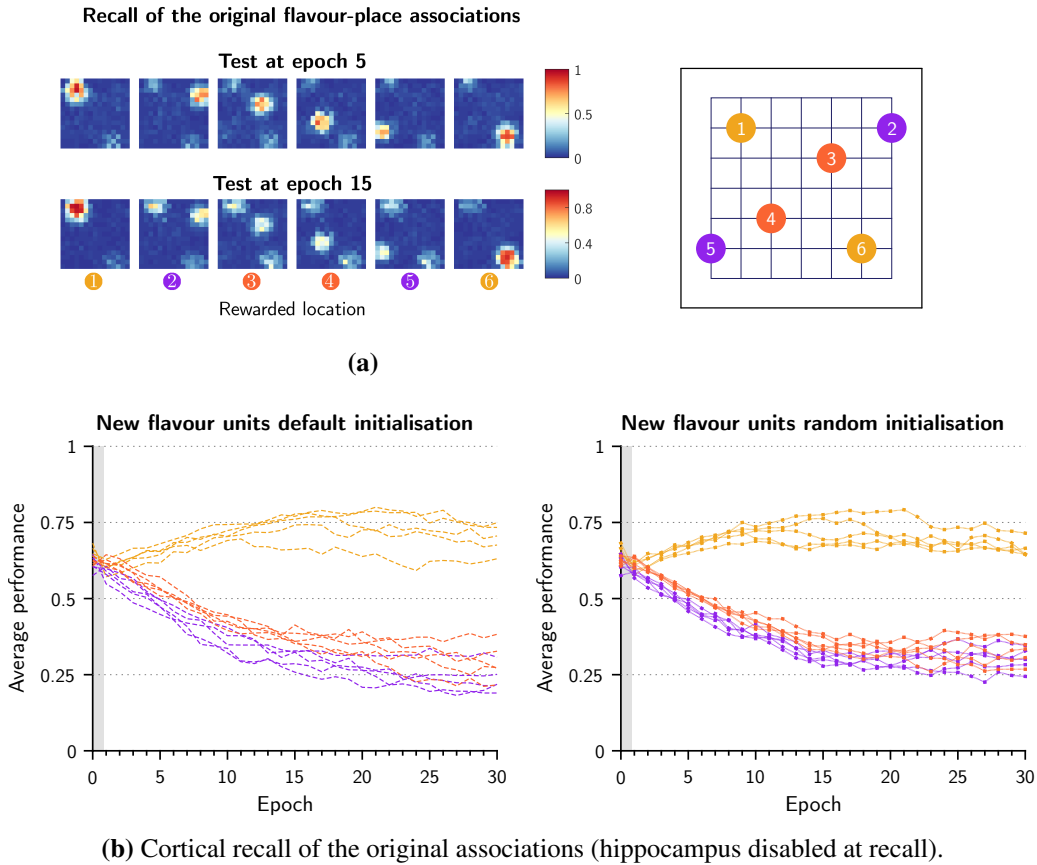 Recall of the original flavour-place associations
Test at epoch 5
1
0.5
0
1 2 3 4 5 6
Test at epoch 15
0.8
0.4
0
1 2 3 4 5 6
Rewarded location
(a)
New flavour units default initialisation
1
0.75
0.5
0.25
0
Average performance
0 5 10 15 20 25 30
Epoch
New flavour units random initialisation
1
0.75
0.5
0.25
0
Average performance
0 5 10 15 20 25 30
Epoch
(b) Cortical recall of the original associations (hippocampus disabled at recall).